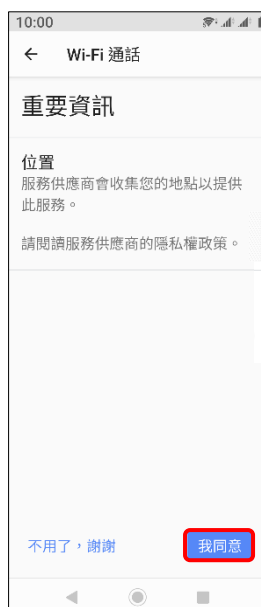 10:00
Wi-Fi 通話
重要資訊
位置
服務供應商會收集您的地點以提供
此服務。
請閱讀服務供應商的隱私權政策。
不用了，謝謝
我同意